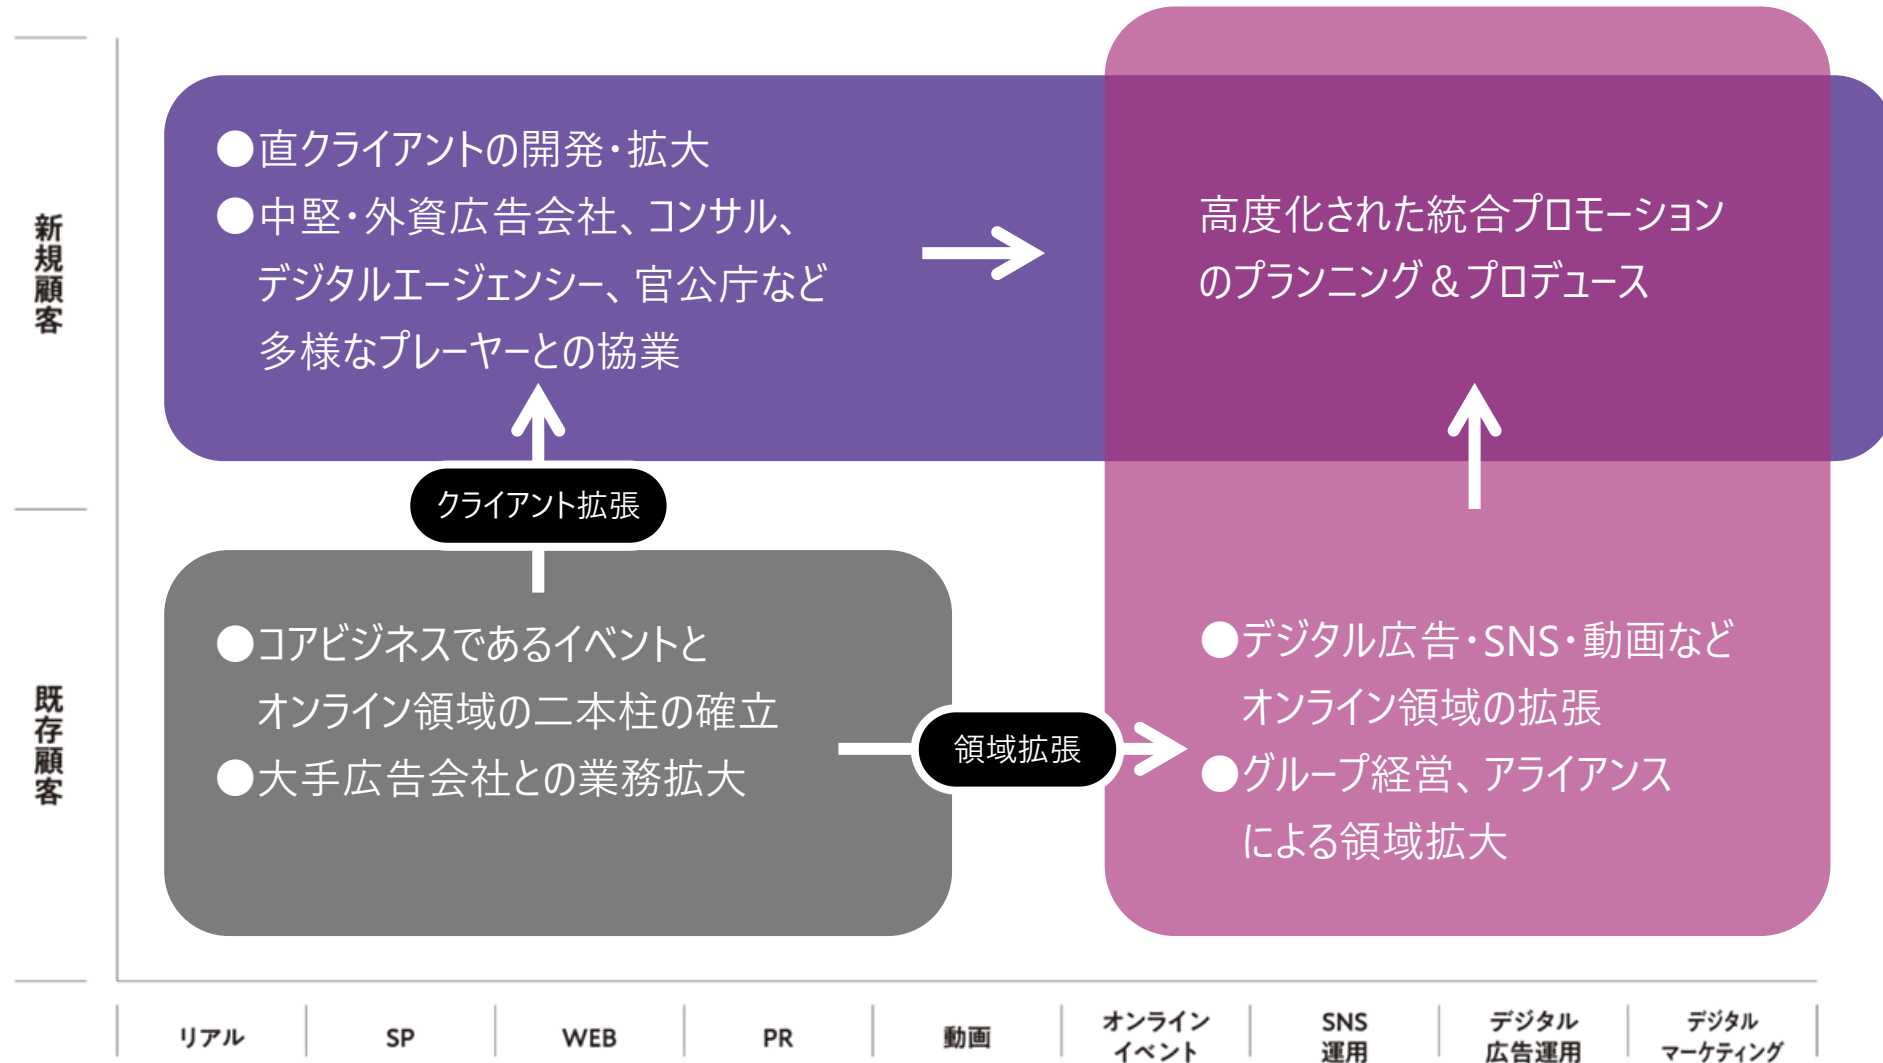 新規顧客
●直クライアントの開発・拡大
●中堅・外資広告会社、コンサル、
デジタルエージェンシー、官公庁など
多様なプレーヤーとの協業
高度化された統合プロモーション
のプランニング＆プロデュース
クライアント拡張
既存顧客
●コアビジネスであるイベントと
オンライン領域の二本柱の確立
●大手広告会社との業務拡大
領域拡張
●デジタル広告・SNS・動画など
オンライン領域の拡張
●グループ経営、アライアンス
による領域拡大
リアル
SP
WEB
PR
動画
オンライン
イベント
SNS
運用
デジタル
広告運用
デジタル
マーケティング